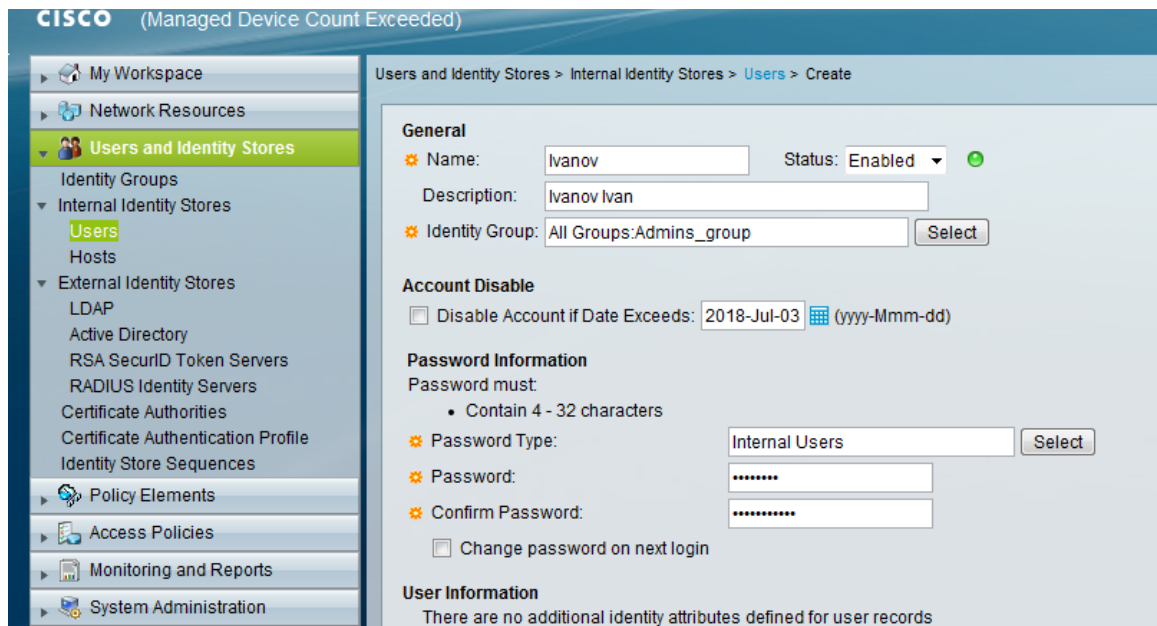 CISCO (Managed Device Count Exceeded)
My Workspace
Network Resources
Users and Identity Stores
Identity Groups
Internal Identity Stores
Users
Hosts
External Identity Stores
LDAP
Active Directory
RSA SecurID Token Servers
RADIUS Identity Servers
Certificate Authorities
Certificate Authentication Profile
Identity Store Sequences
Policy Elements
Access Policies
Monitoring and Reports
System Administration
Users and Identity Stores > Internal Identity Stores > Users > Create
General
Name: Ivanov Status: Enabled
Description: Ivanov Ivan
Identity Group: All Groups:Admins_group Select
Account Disable
Disable Account if Date Exceeds: 2018-Jul-03 (yyyy-Mmm-dd)
Password Information
Password must:
• Contain 4 - 32 characters
Password Type: Internal Users Select
Password: ••••••••
Confirm Password: •••••••••••
Change password on next login
User Information
There are no additional identity attributes defined for user records